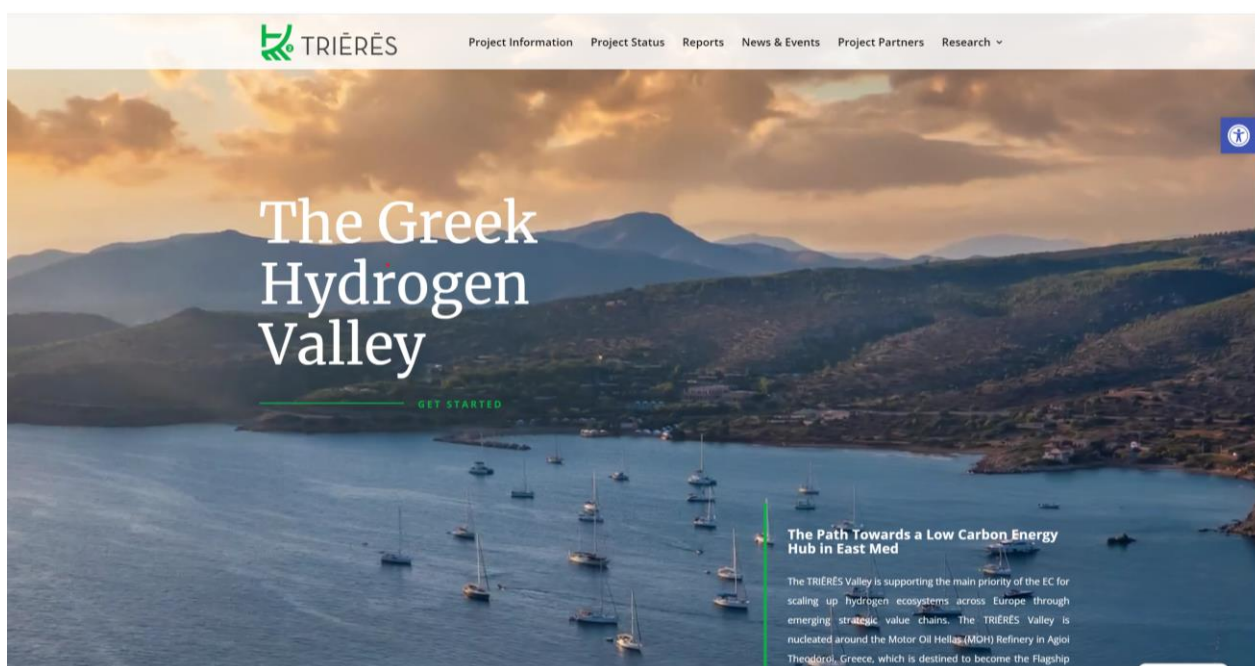 TRIĒRĒS
Project Information Project Status Reports News & Events Project Partners Research
The Greek
Hydrogen
Valley
GET STARTED
The Path Towards a Low Carbon Energy
Hub in East Med
The TRIĒRĒS Valley is supporting the main priority of the EC for
scaling up hydrogen ecosystems across Europe through
emerging strategic value chains. The TRIĒRĒS Valley is
nucleated around the Motor Oil Hellas (MOH) Refinery in Agioi
Theodoroi, Greece, which is destined to become the Flagship